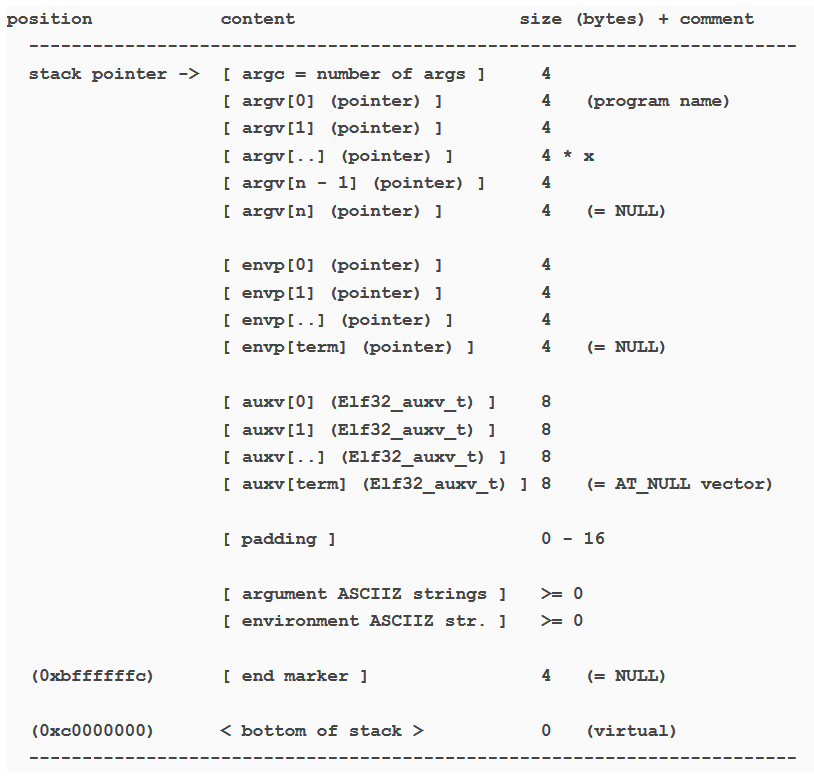 position            content                     size (bytes) + comment
  ------------------------------------------------------------------------
  stack pointer ->  [ argc = number of args ]     4
                    [ argv[0] (pointer) ]         4   (program name)
                    [ argv[1] (pointer) ]         4
                    [ argv[..] (pointer) ]        4 * x
                    [ argv[n - 1] (pointer) ]     4
                    [ argv[n] (pointer) ]         4   (= NULL)

                    [ envp[0] (pointer) ]         4
                    [ envp[1] (pointer) ]         4
                    [ envp[..] (pointer) ]        4
                    [ envp[term] (pointer) ]      4   (= NULL)

                    [ auxv[0] (Elf32_auxv_t) ]    8
                    [ auxv[1] (Elf32_auxv_t) ]    8
                    [ auxv[..] (Elf32_auxv_t) ]   8
                    [ auxv[term] (Elf32_auxv_t) ] 8   (= AT_NULL vector)

                    [ padding ]                   0 - 16

                    [ argument ASCIIZ strings ]   >= 0
                    [ environment ASCIIZ str. ]   >= 0

  (0xbffffffc)      [ end marker ]                4   (= NULL)

  (0xc0000000)      < bottom of stack >           0   (virtual)
  ------------------------------------------------------------------------